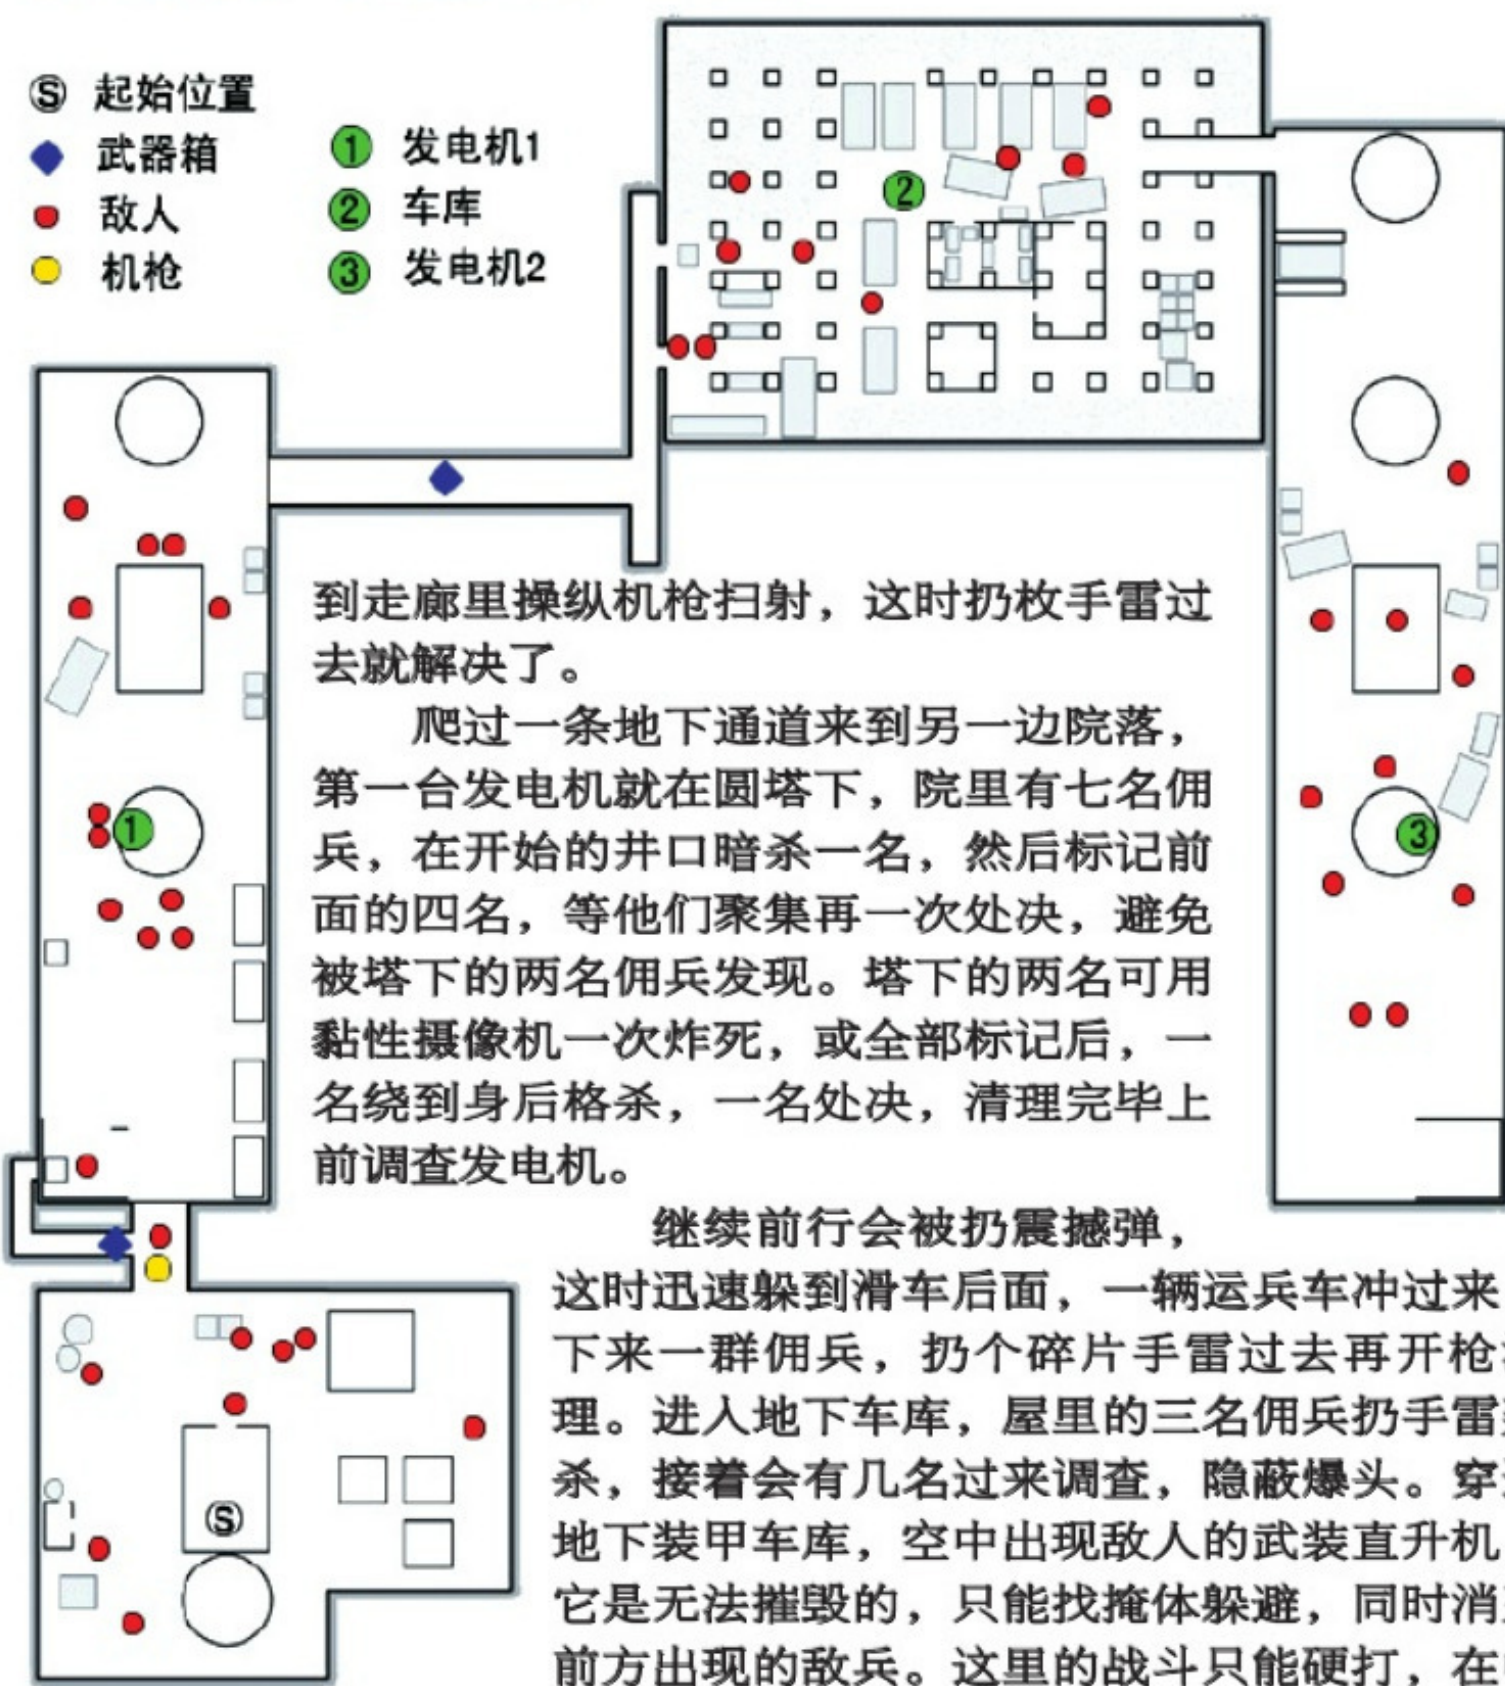 Ⓢ 起始位置
武器箱
敌人
机枪
① 发电机1
② 车库
③ 发电机2
2
1
3
S
到走廊里操纵机枪扫射，这时扔枚手雷过
去就解决了。
爬过一条地下通道来到另一边院落，
第一台发电机就在圆塔下，院里有七名佣
兵，在开始的井口暗杀一名，然后标记前
面的四名，等他们聚集再一次处决，避免
被塔下的两名佣兵发现。塔下的两名可用
黏性摄像机一次炸死，或全部标记后，一
名绕到身后格杀，一名处决，清理完毕上
前调查发电机。
继续前行会被扔震撼弹，
这时迅速躲到滑车后面，一辆运兵车冲过来
下来一群佣兵，扔个碎片手雷过去再开枪
理。进入地下车库，屋里的三名佣兵扔手雷
杀，接着会有几名过来调查，隐蔽爆头。穿
地下装甲车库，空中出现敌人的武装直升机
它是无法摧毁的，只能找掩体躲避，同时消
前方出现的敌兵。这里的战斗只能硬打，在